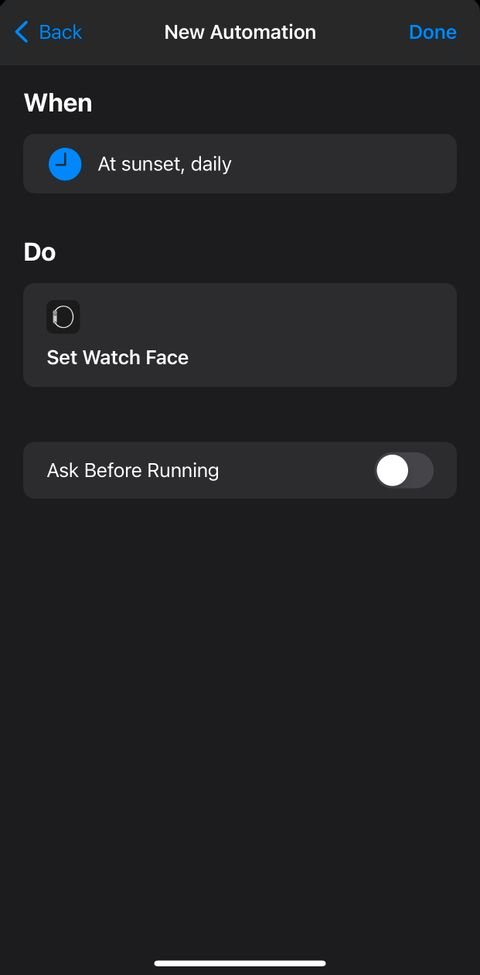 Back New Automation Done
When
At sunset, daily
Do
Set Watch Face
Ask Before Running